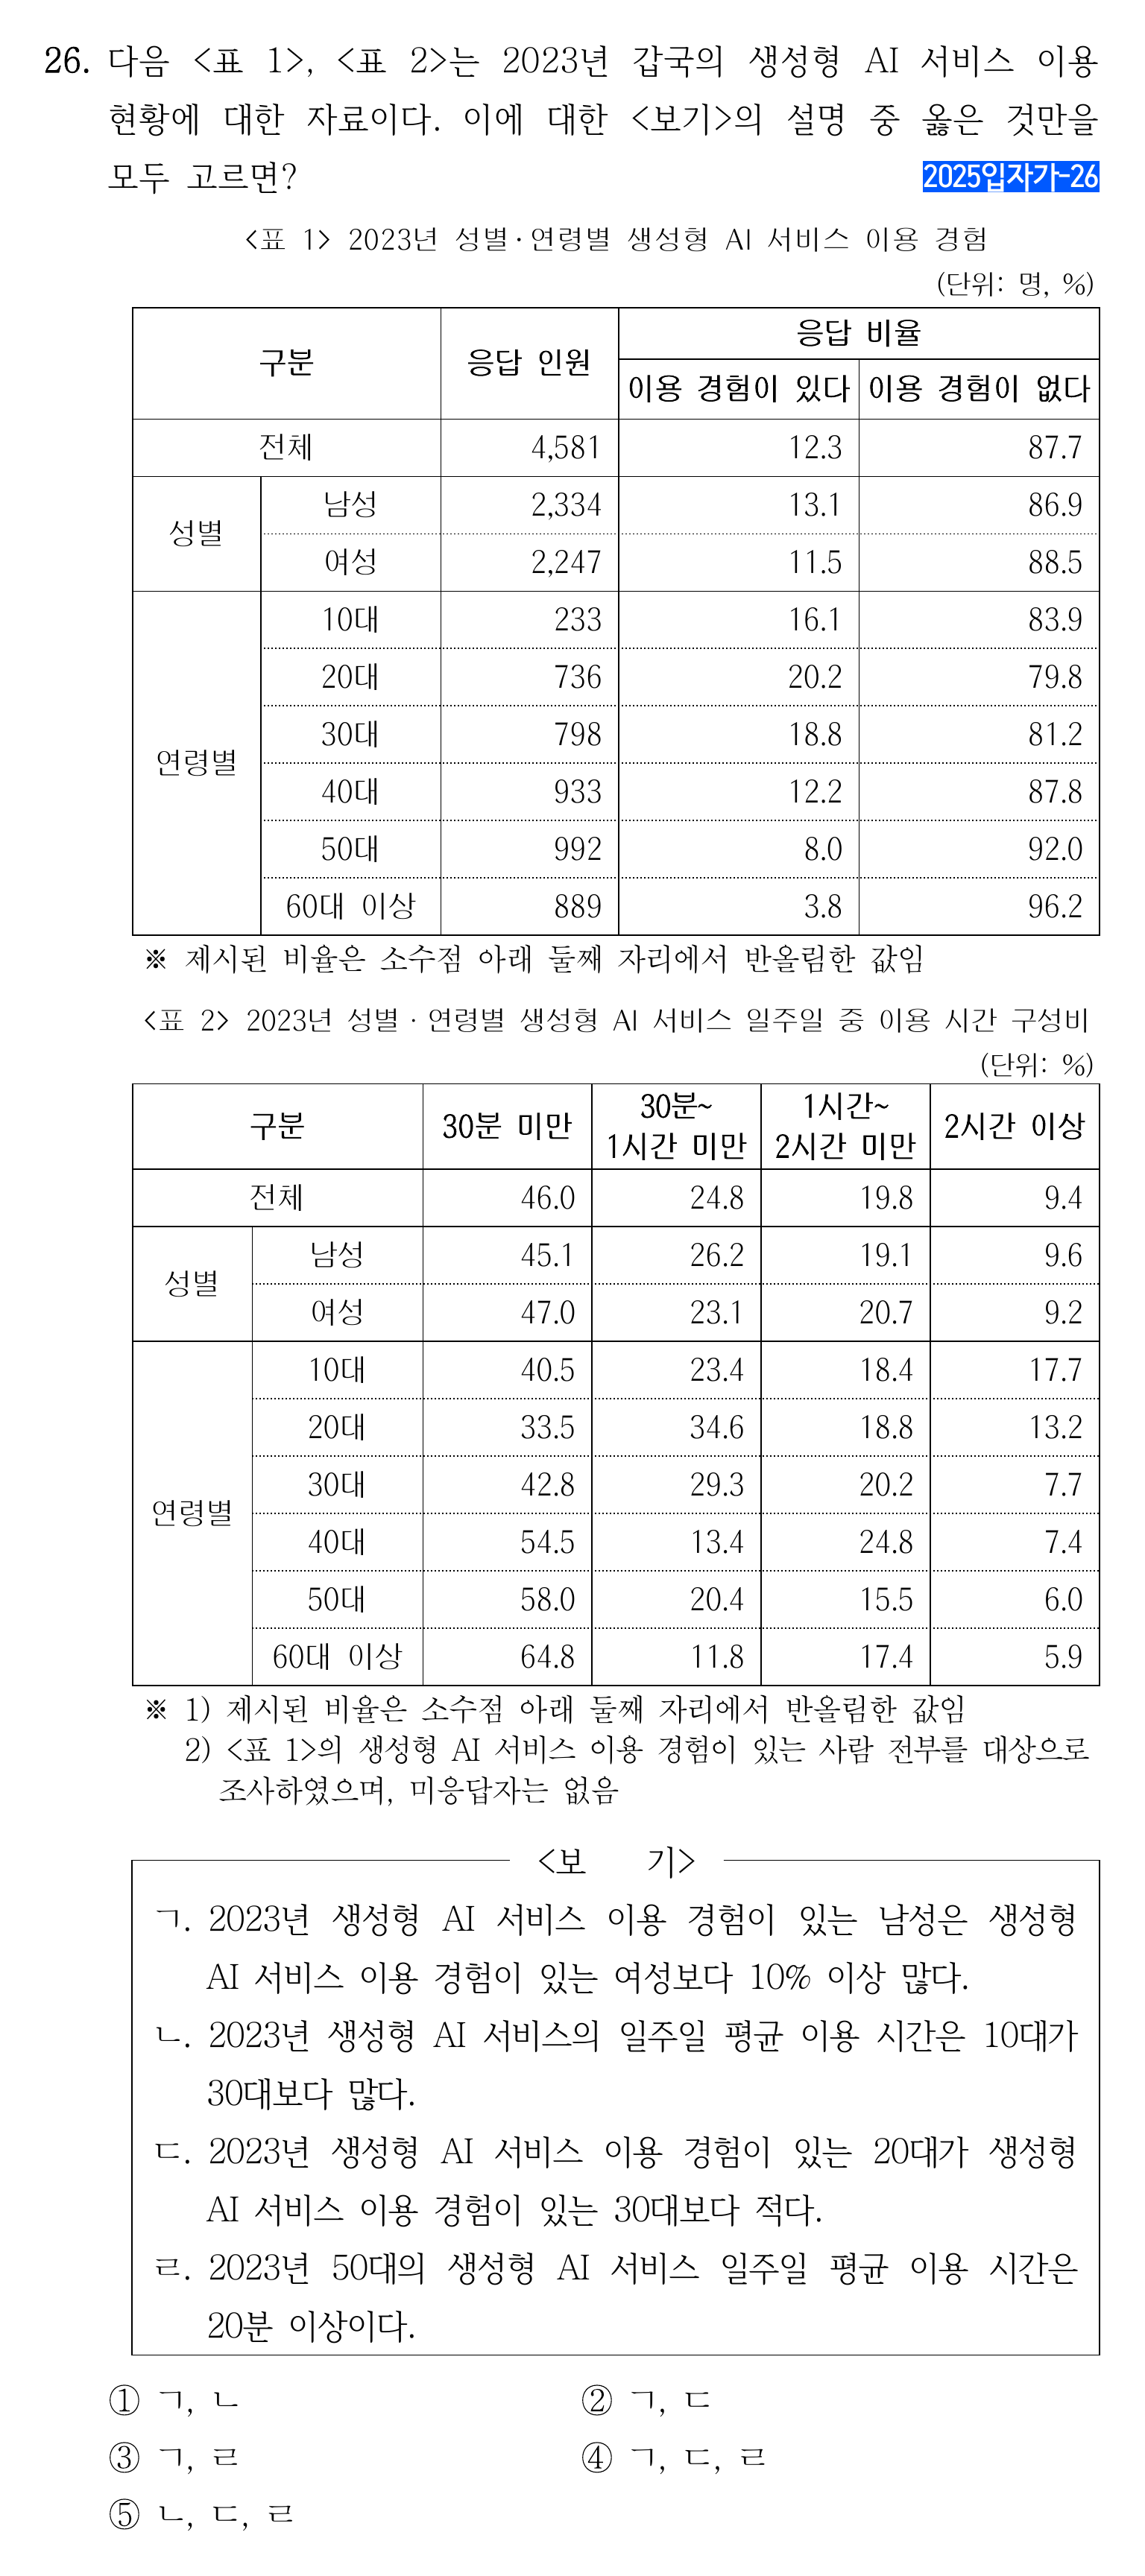 26. 다음 <표 1>, <표 2>는 2023년 갑국의 생성형 AI 서비스 이용
현황에 대한 자료이다. 이에 대한 <보기>의 설명 중 옳은 것만을
모두 고르면?
2025입자가-26
<표 1> 2023년 성별·연령별 생성형 AI 서비스 이용 경험
(단위: 명, %)
구분 응답 인원 응답 비율
이용 경험이 있다 이용 경험이 없다
전체 4,581 12.3 87.7
성별 남성 2,334 13.1 86.9
여성 2,247 11.5 88.5
연령별 10대 233 16.1 83.9
20대 736 20.2 79.8
30대 798 18.8 81.2
40대 933 12.2 87.8
50대 992 8.0 92.0
60대 이상 889 3.8 96.2
※ 제시된 비율은 소수점 아래 둘째 자리에서 반올림한 값임
<표 2> 2023년 성별·연령별 생성형 AI 서비스 일주일 중 이용 시간 구성비
(단위: %)
구분 30분 미만 30분~ 1시간 미만 1시간~ 2시간 미만 2시간 이상
전체 46.0 24.8 19.8 9.4
성별 남성 45.1 26.2 19.1 9.6
여성 47.0 23.1 20.7 9.2
연령별 10대 40.5 23.4 18.4 17.7
20대 33.5 34.6 18.8 13.2
30대 42.8 29.3 20.2 7.7
40대 54.5 13.4 24.8 7.4
50대 58.0 20.4 15.5 6.0
60대 이상 64.8 11.8 17.4 5.9
※ 1) 제시된 비율은 소수점 아래 둘째 자리에서 반올림한 값임
2) <표 1>의 생성형 AI 서비스 이용 경험이 있는 사람 전부를 대상으로
조사하였으며, 미응답자는 없음
<보 기>
ㄱ. 2023년 생성형 AI 서비스 이용 경험이 있는 남성은 생성형
AI 서비스 이용 경험이 있는 여성보다 10% 이상 많다.
ㄴ. 2023년 생성형 AI 서비스의 일주일 평균 이용 시간은 10대가
30대보다 많다.
ㄷ. 2023년 생성형 AI 서비스 이용 경험이 있는 20대가 생성형
AI 서비스 이용 경험이 있는 30대보다 적다.
ㄹ. 2023년 50대의 생성형 AI 서비스 일주일 평균 이용 시간은
20분 이상이다.
① ㄱ, ㄴ ② ㄱ, ㄷ
③ ㄱ, ㄹ ④ ㄱ, ㄷ, ㄹ
⑤ ㄴ, ㄷ, ㄹ